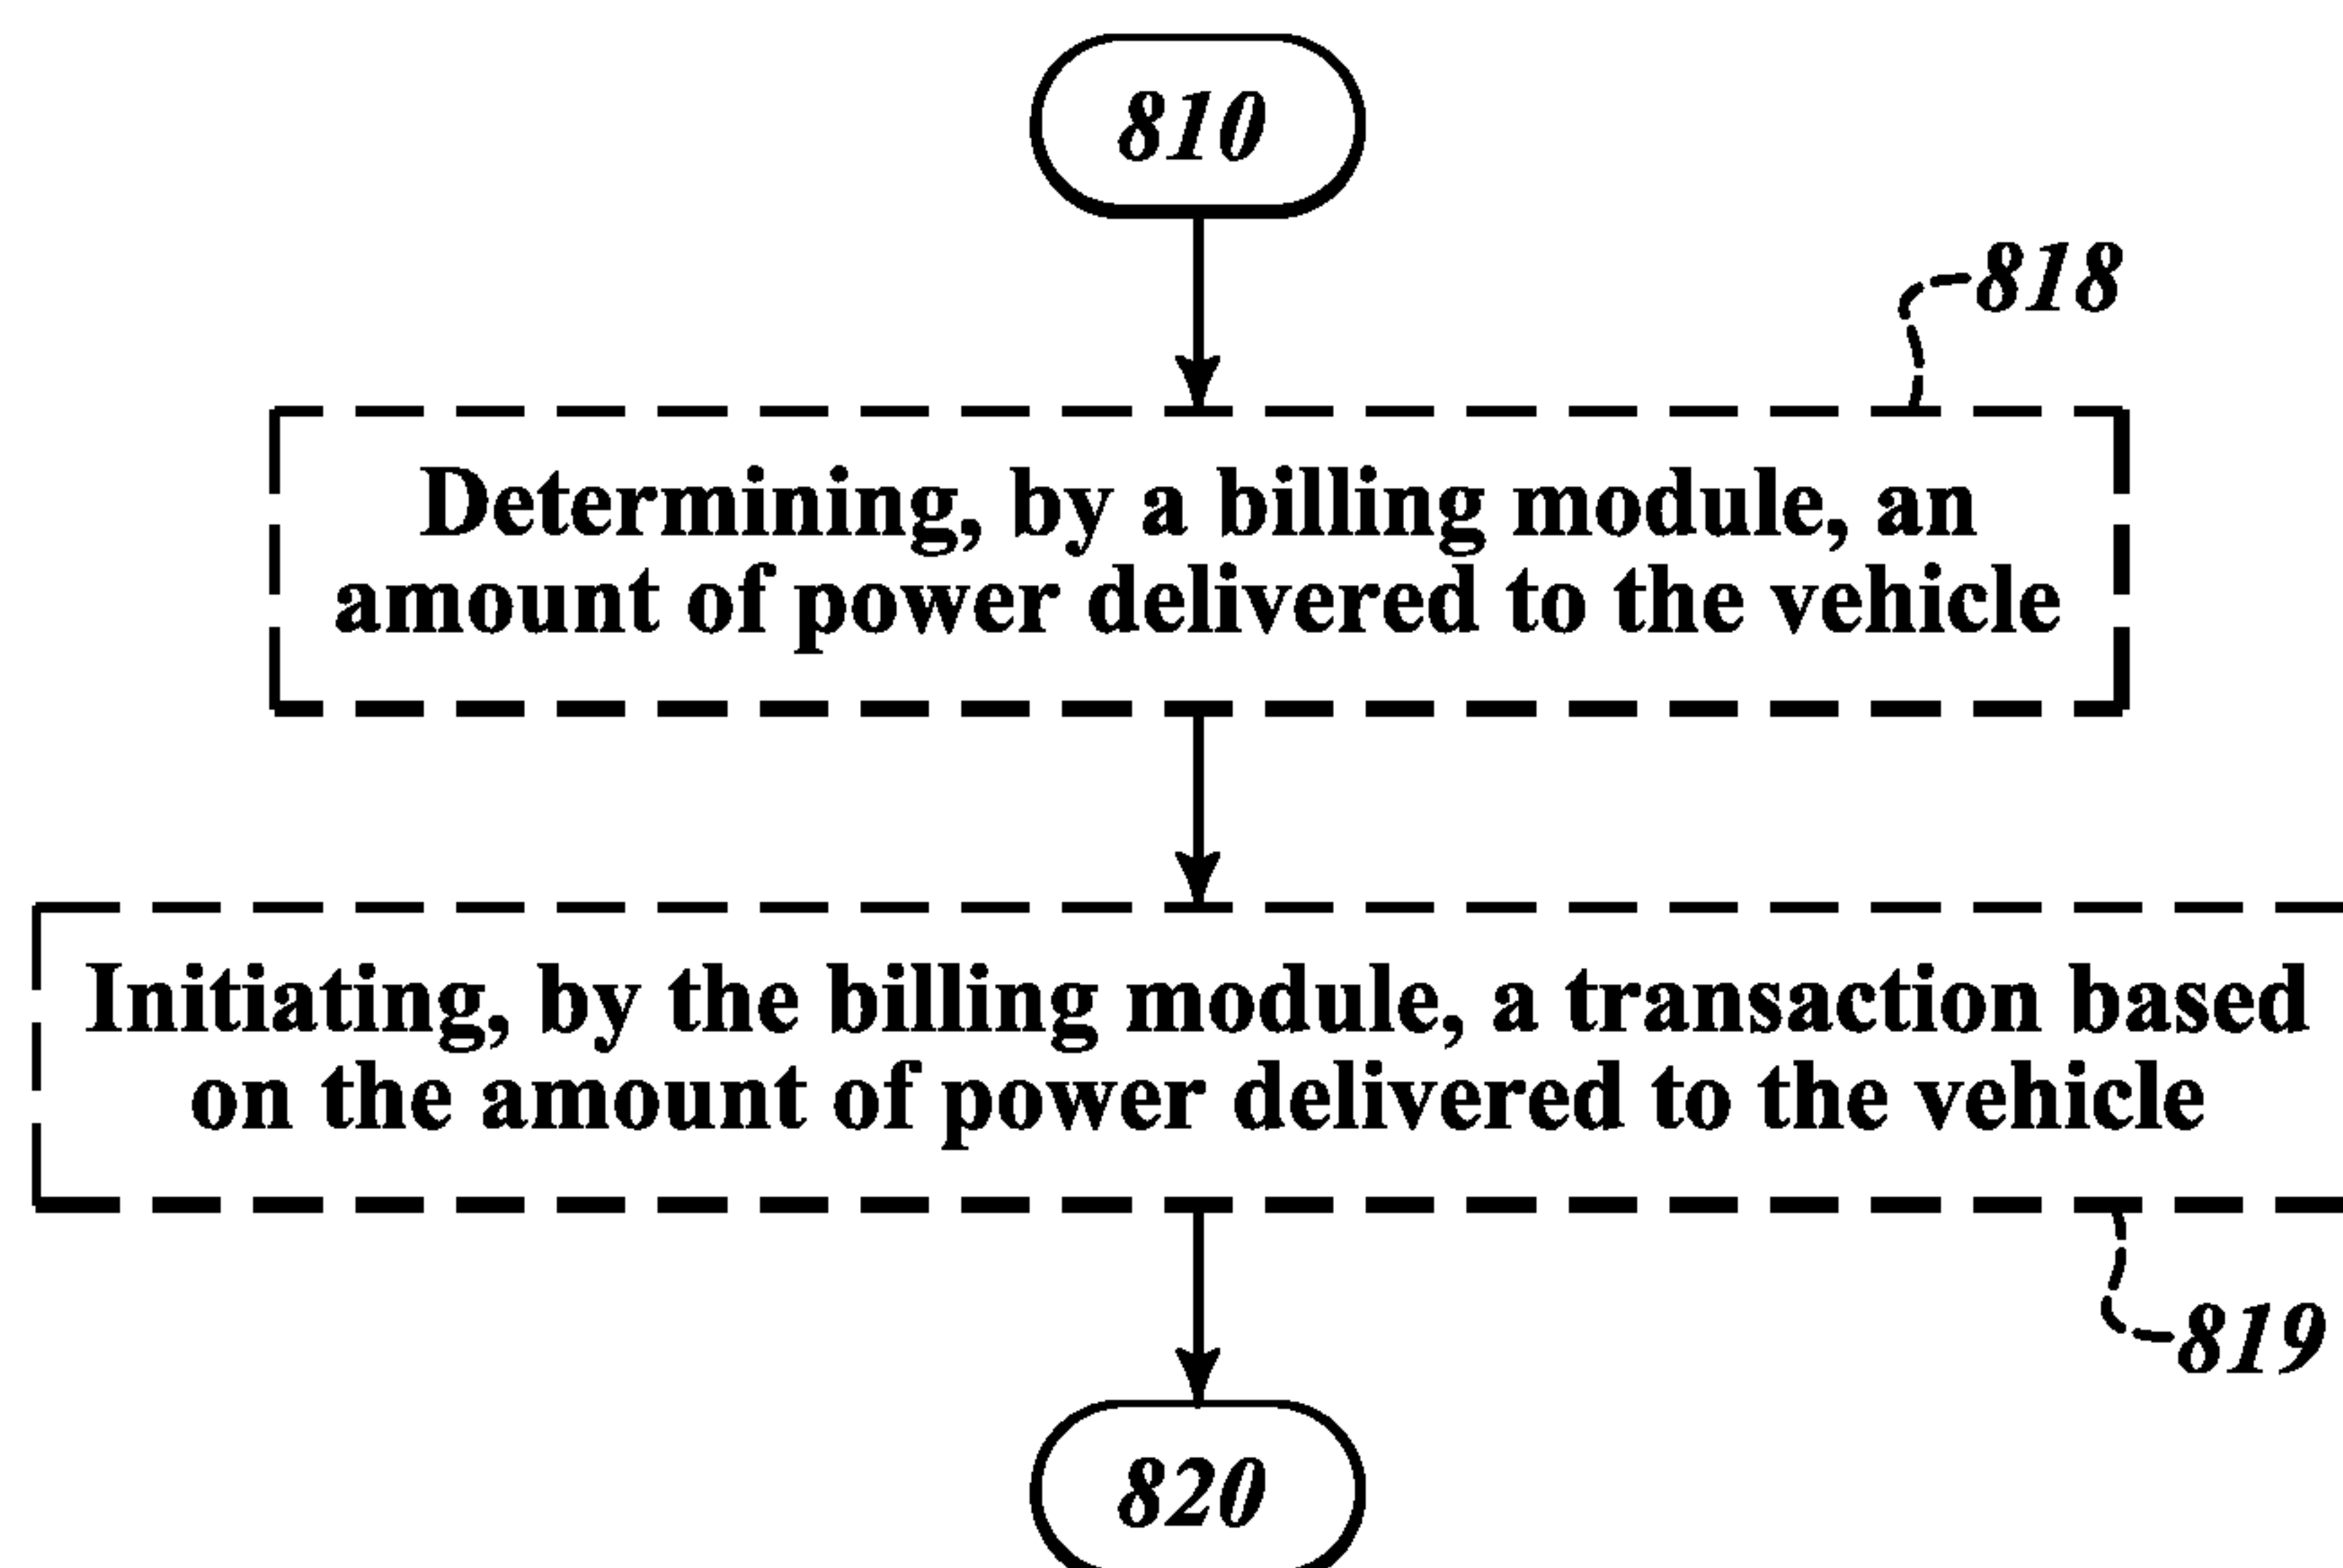 810
818
Determining, by a billing module, an
amount of power delivered to the vehicle
Initiating, by the billing module, a transaction based
on the amount of power delivered to the vehicle
819
820